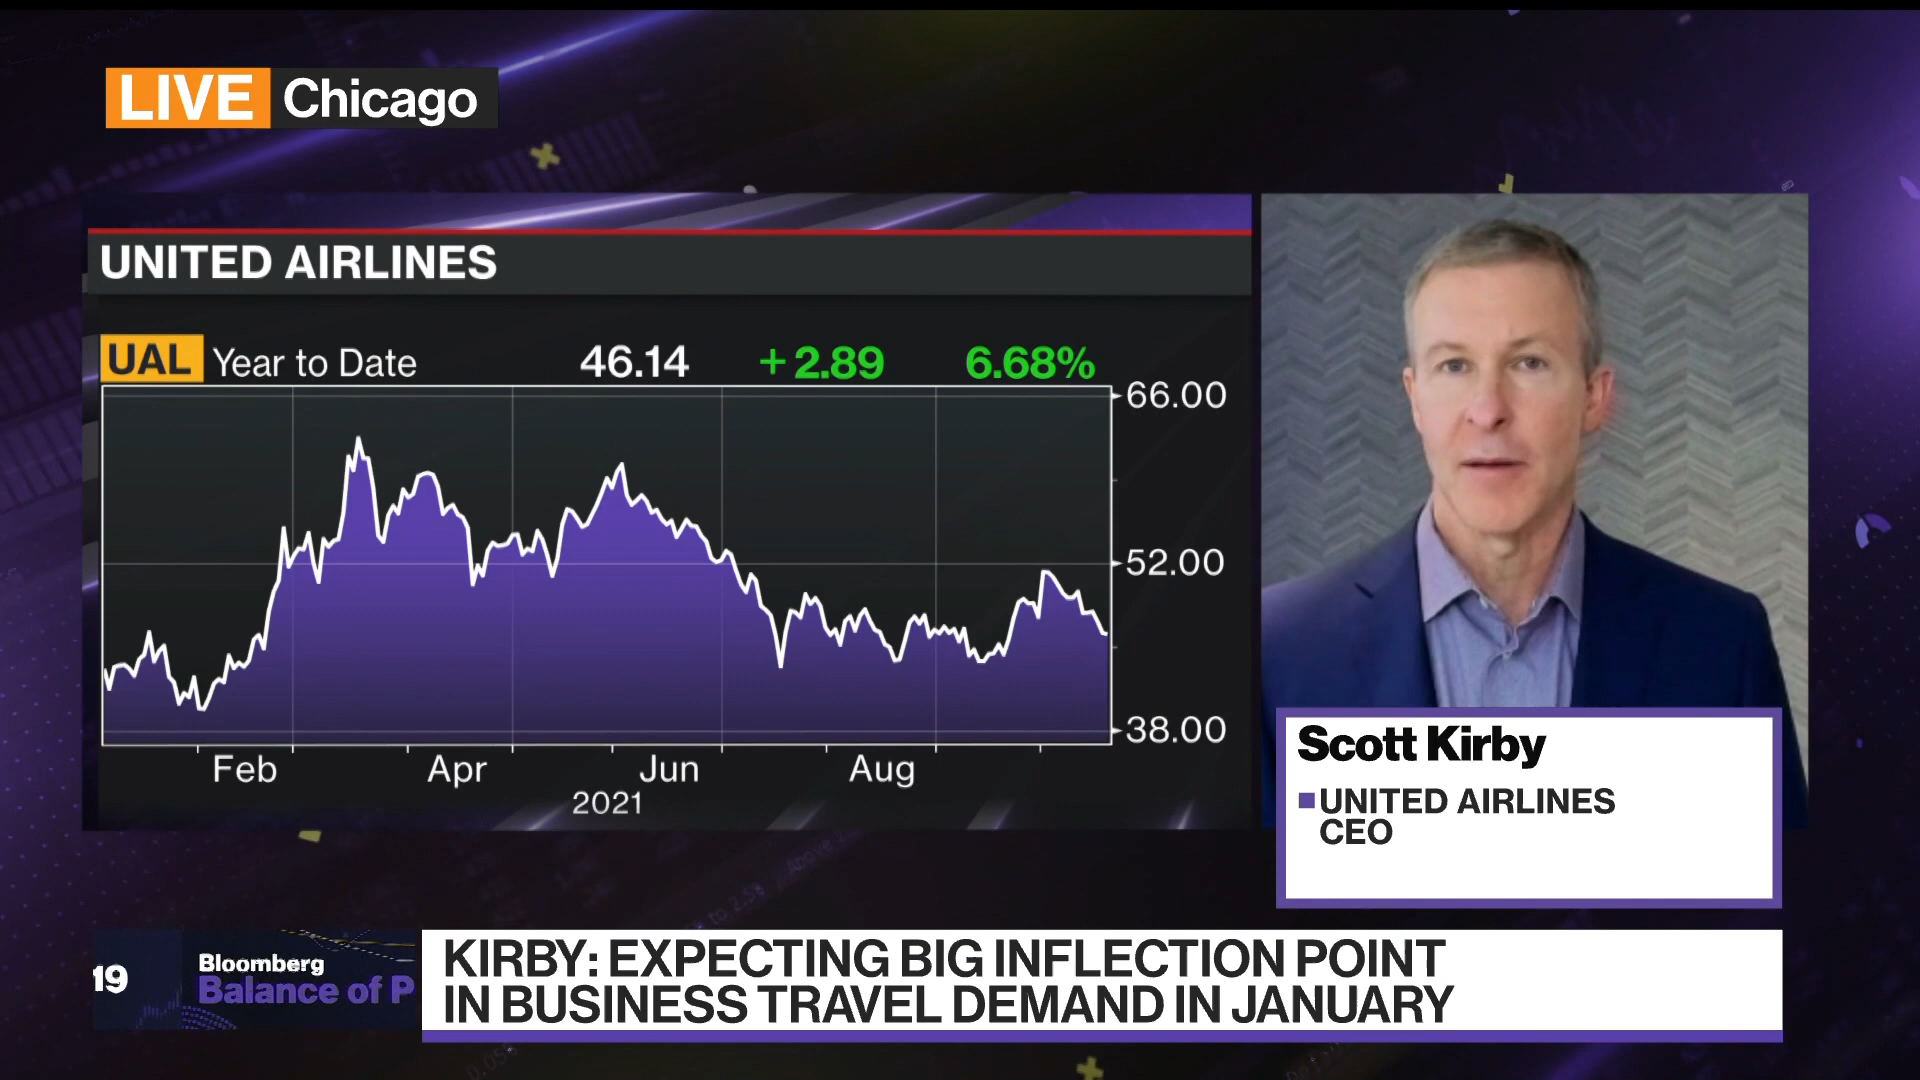 LIVE Chicago
UNITED AIRLINES
UAL Year to Date 46.14 +2.89 6.68%
66.00
52.00
38.00
Feb Apr Jun Aug
2021
Scott Kirby
UNITED AIRLINES
CEO
19
Bloomberg
Balance of P
KIRBY: EXPECTING BIG INFLECTION POINT
IN BUSINESS TRAVEL DEMAND IN JANUARY